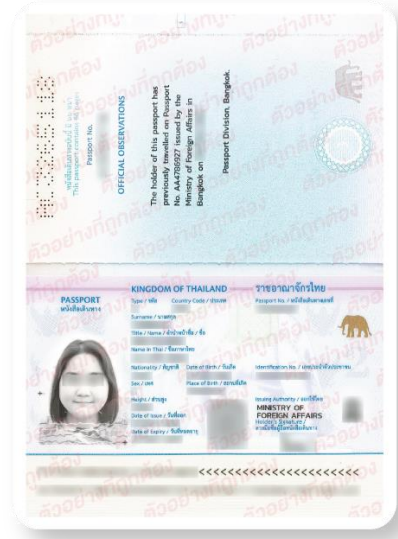 หนังสือเดินทางเล่มนี้มี
This passport contains
Passport No.
OFFICIAL OBSERVATIONS
The holder of this passport has
previously travelled on Passport
No. AA4786927 issued by the
Ministry of Foreign Affairs in
Bangkok on
Passport Division, Bangkok.
ตัวอย่างที่ถูกต้อง
PASSPORT
หนังสือเดินทาง
KINGDOM OF THAILAND
ราชอาณาจักรไทย
Type / ชนิด
Country Code / ประเทศ
Passport No. / หนังสือเดินทางเลขที่
Surname / นามสกุล
Title / Name / คำนำหน้าชื่อ / ชื่อ
Name in Thai / ชื่อภาษาไทย
Nationality / สัญชาติ
Date of Birth / วันเกิด
Identification No. / เลขประจำตัวประชาชน
Sex / เพศ
Place of Birth / สถานที่เกิด
Height / ส่วนสูง
Date of Issue / วันที่ออก
Issuing Authority / ออกให้โดย
MINISTRY OF
FOREIGN AFFAIRS
Holder's Signature /
ลายมือชื่อผู้ถือหนังสือเดินทาง
Date of Expiry / วันที่หมดอายุ
<<<<<<<<<<<<<<<<<<<<<<<